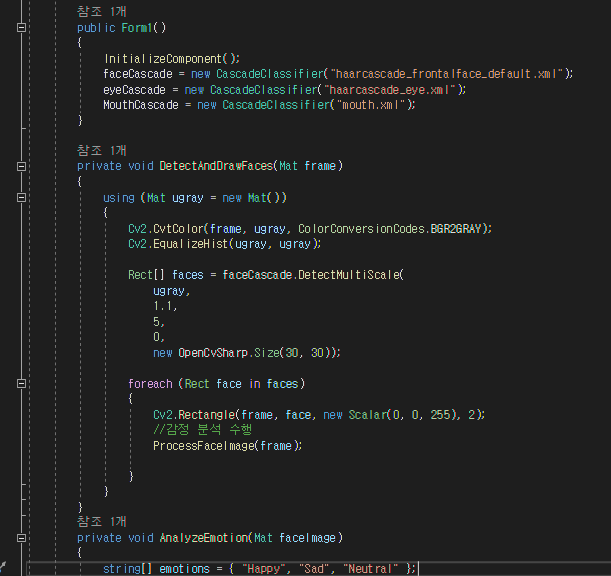 참조 1개
public Form1()
{
InitializeComponent();
faceCascade = new CascadeClassifier("haarcascade_frontalface_default.xml");
eyeCascade = new CascadeClassifier("haarcascade_eye.xml");
MouthCascade = new CascadeClassifier("mouth.xml");
}
참조 1개
private void DetectAndDrawFaces(Mat frame)
{
using (Mat ugray = new Mat())
{
Cv2.CvtColor(frame, ugray, ColorConversionCodes.BGR2GRAY);
Cv2.EqualizeHist(ugray, ugray);
Rect[] faces = faceCascade.DetectMultiScale(
ugray,
1.1,
5,
0,
new OpenCvSharp.Size(30, 30));
foreach (Rect face in faces)
{
Cv2.Rectangle(frame, face, new Scalar(0, 0, 255), 2);
//감정 분석 수행
ProcessFaceImage(frame);
}
}
}
참조 1개
private void AnalyzeEmotion(Mat faceImage)
{
string[] emotions = { "Happy", "Sad", "Neutral" };